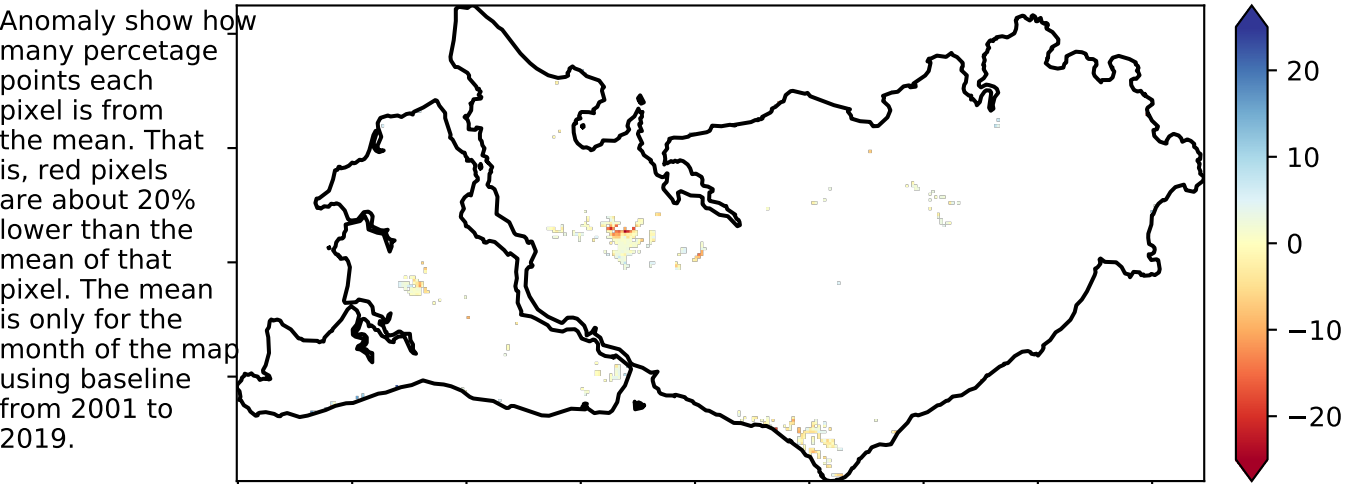 Anomaly show how
many percetage
points each
pixel is from
the mean. That
is, red pixels
are about 20%
lower than the
mean of that
pixel. The mean
is only for the
month of the map
using baseline
from 2001 to
2019.
20
10
0
−10
−20